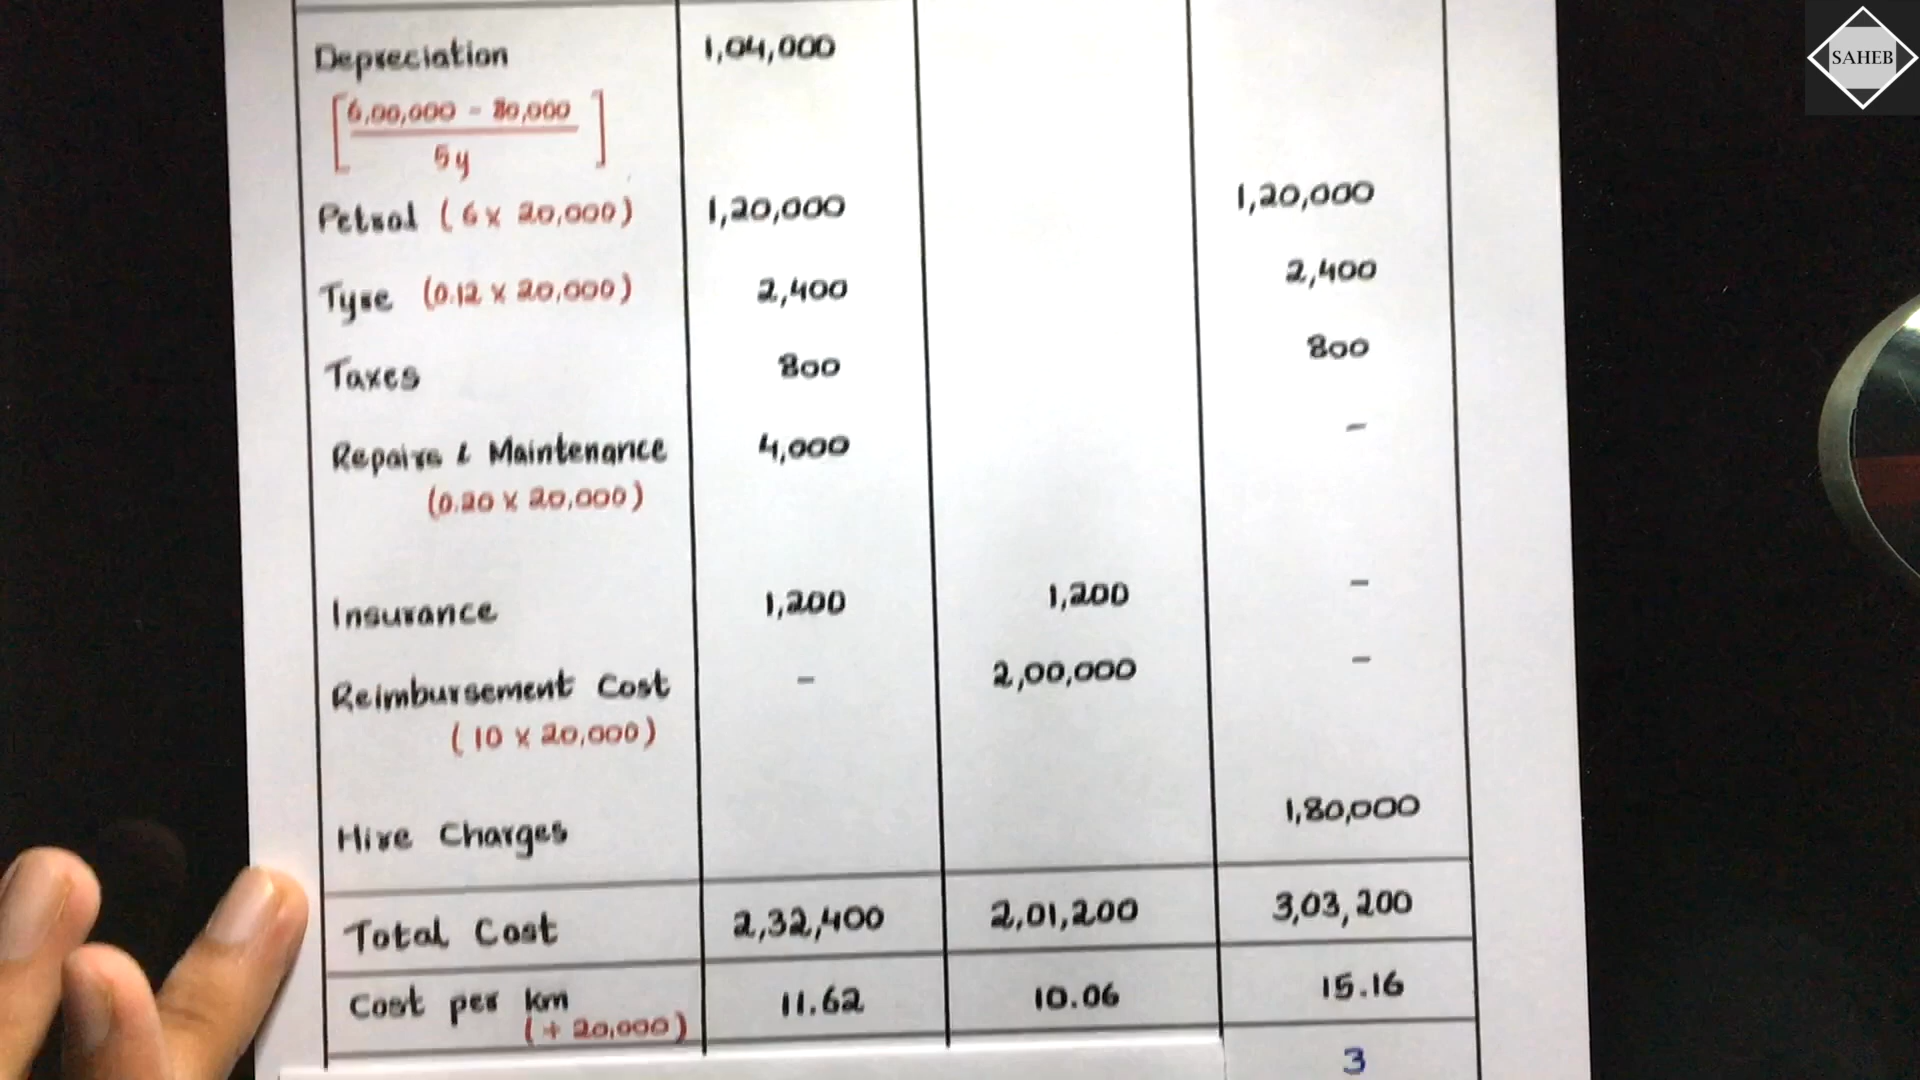 SAHEB
Depreciation 1,04,000
[6,00,000 - 80,000
5y]
Petrol (6 x 20,000) 1,20,000 1,20,000
Tyre (0.12 x 20,000) 2,400 2,400
Taxes 800 800
Repairs & Maintenance 4,000 -
(0.20 x 20,000)
Insurance 1,200 1,200 -
Reimbursement Cost - 2,00,000 -
(10 x 20,000)
Hire Charges 1,80,000
Total Cost 2,32,400 2,01,200 3,03,200
Cost per km 11.62 10.06 15.16
(÷ 20,000)
3